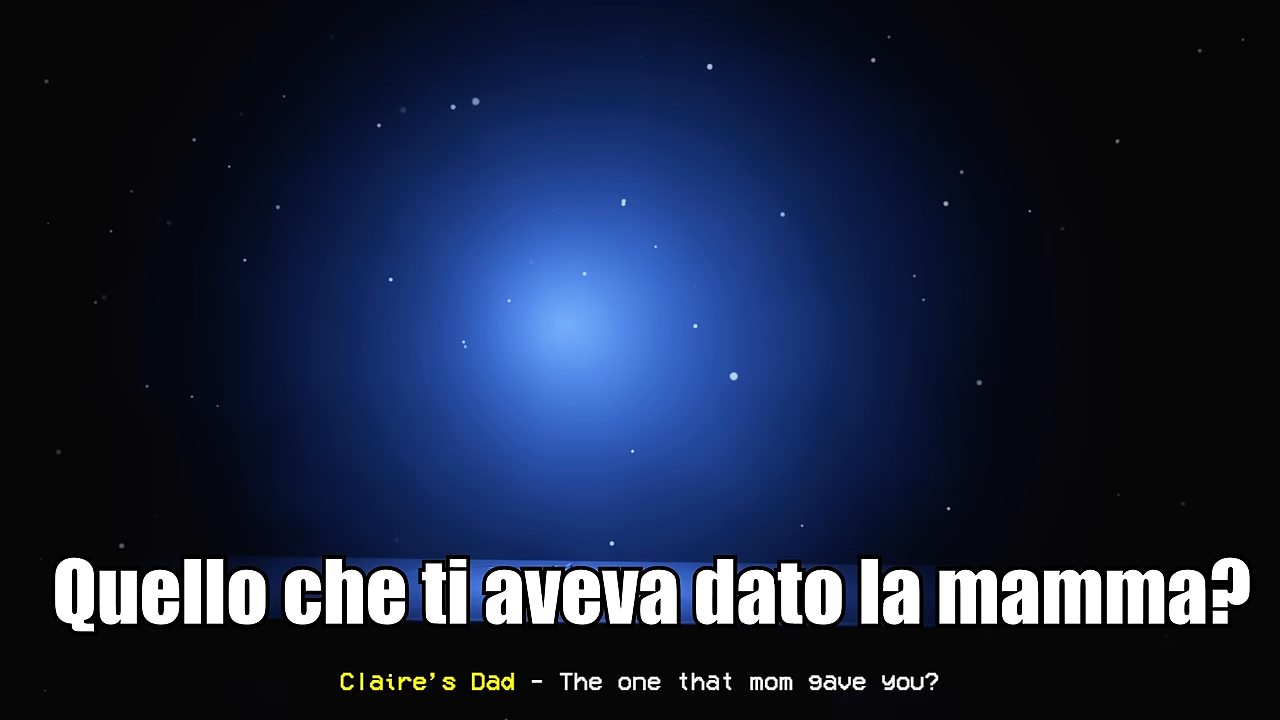 Quello che ti aveva dato la mamma?
Claire's Dad - The one that mom gave you?